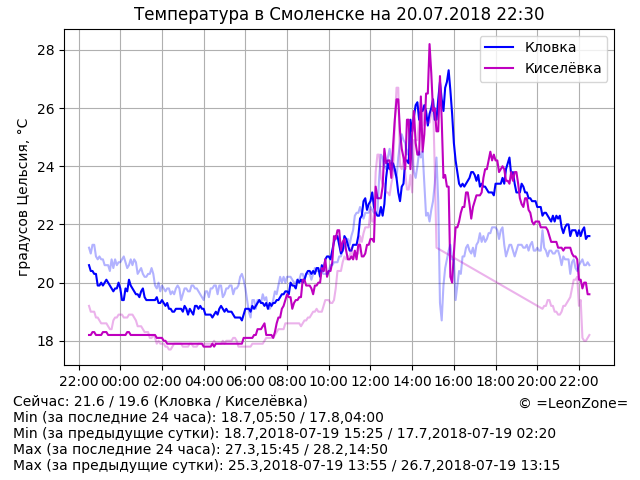 Температура в Смоленске на 20.07.2018 22:30
Кловка
Киселёвка
градусов Цельсия, °C
28
26
24
22
20
18
22:00 00:00 02:00 04:00 06:00 08:00 10:00 12:00 14:00 16:00 18:00 20:00 22:00
Сейчас: 21.6 / 19.6 (Кловка / Киселёвка)
© =LeonZone=
Min (за последние 24 часа): 18.7,05:50 / 17.8,04:00
Min (за предыдущие сутки): 18.7,2018-07-19 15:25 / 17.7,2018-07-19 02:20
Max (за последние 24 часа): 27.3,15:45 / 28.2,14:50
Max (за предыдущие сутки): 25.3,2018-07-19 13:55 / 26.7,2018-07-19 13:15